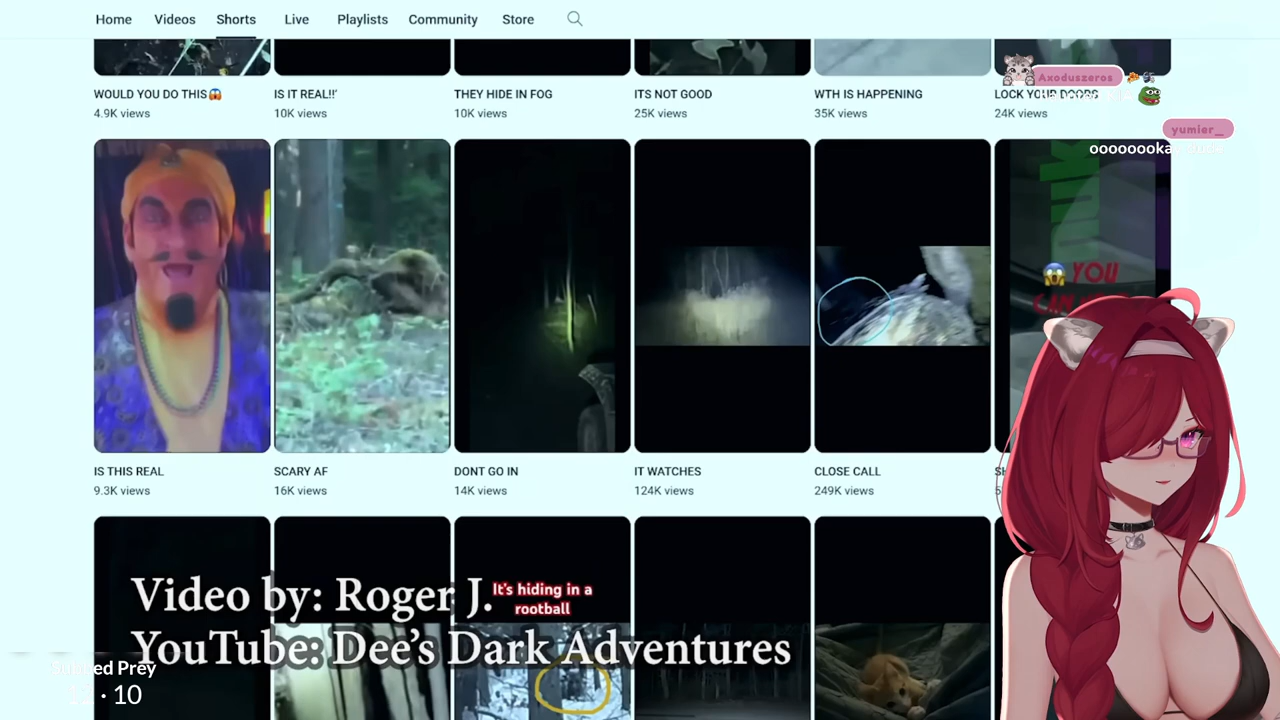 Home Videos Shorts Live Playlists Community Store
WOULD YOU DO THIS😱 IS IT REAL!!' THEY HIDE IN FOG ITS NOT GOOD WTH IS HAPPENING LOCK YOUR DOORS
4.9K views 10K views 10K views 25K views 35K views 24K views
Axoduszeros
yumier_
ooooooooka
YOU
IS THIS REAL SCARY AF DONT GO IN IT WATCHES CLOSE CALL
9.3K views 16K views 14K views 124K views 249K views
It's hiding in a
rootball
Video by: Roger J.
YouTube: Dee's Dark Adventures
Prey
10